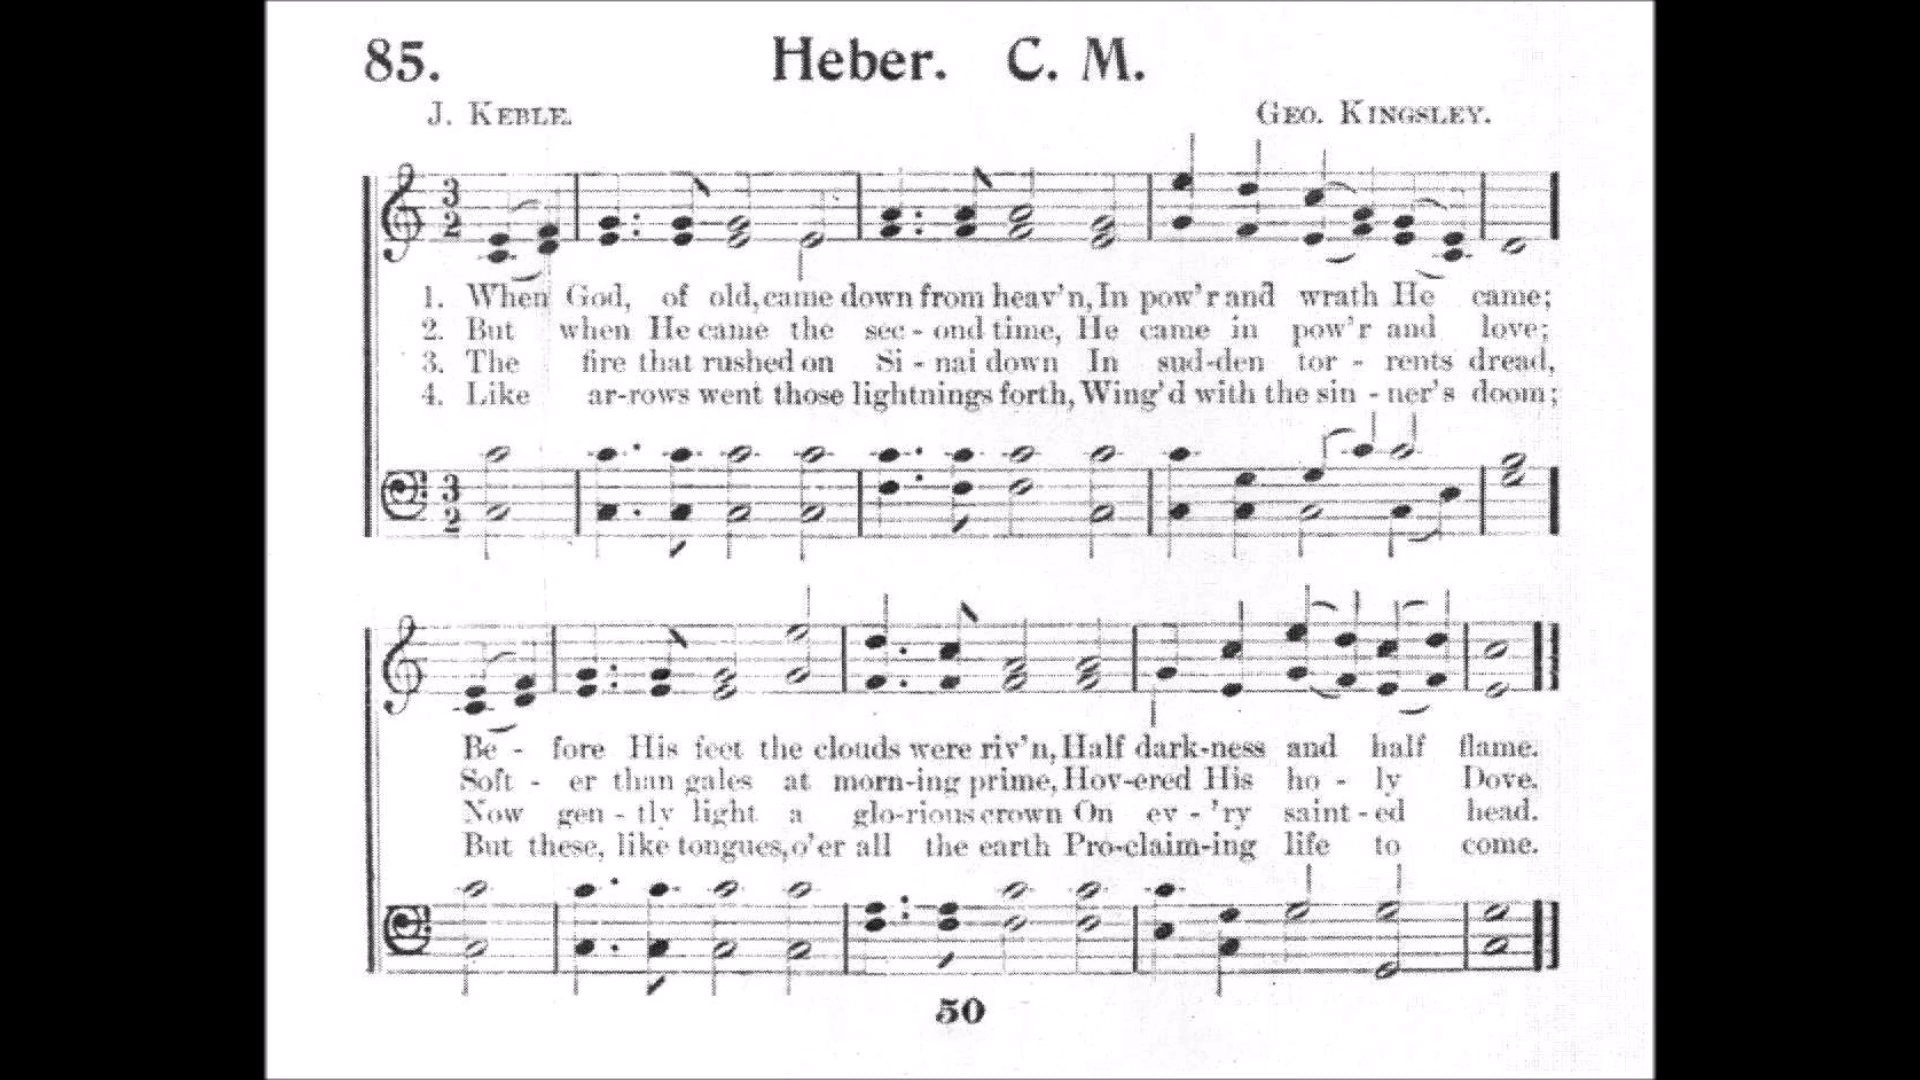 85. Heber. C. M.
J. KEBLE. GEO. KINGSLEY.
3 2
1. When God, of old, came down from heav'n, In pow'r and wrath He came;
2. But when He came the sec - ond time, He came in pow'r and love;
3. The fire that rushed on Si - nai down In sud-den tor - rents dread,
4. Like ar-rows went those lightnings forth, Wing'd with the sin - ner's doom;
3 2
Be - fore His feet the clouds were riv'n, Half dark-ness and half flame.
Soft - er than gales at morn-ing prime, Hov-ered His ho - ly Dove.
Now gen - tly light a glo-rious crown On ev - 'ry saint-ed head.
But these, like tongues, o'er all the earth Pro-claim-ing life to come.
50